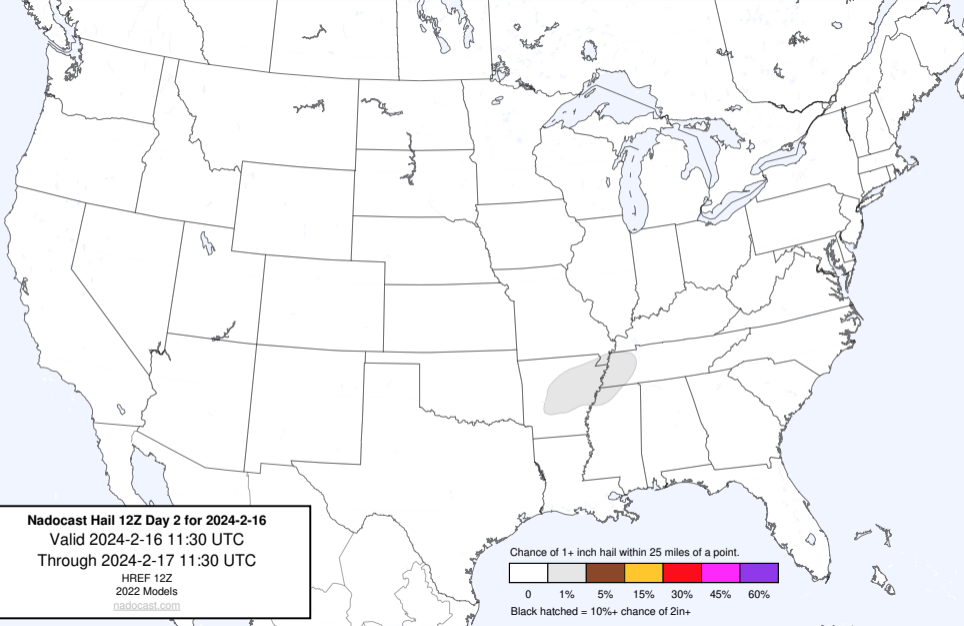 Nadocast Hail 12Z Day 2 for 2024-2-16
Valid 2024-2-16 11:30 UTC
Through 2024-2-17 11:30 UTC
HREF 12Z
2022 Models
nadocast.com
Chance of 1+ inch hail within 25 miles of a point.
0 1% 5% 15% 30% 45% 60%
Black hatched = 10%+ chance of 2in+